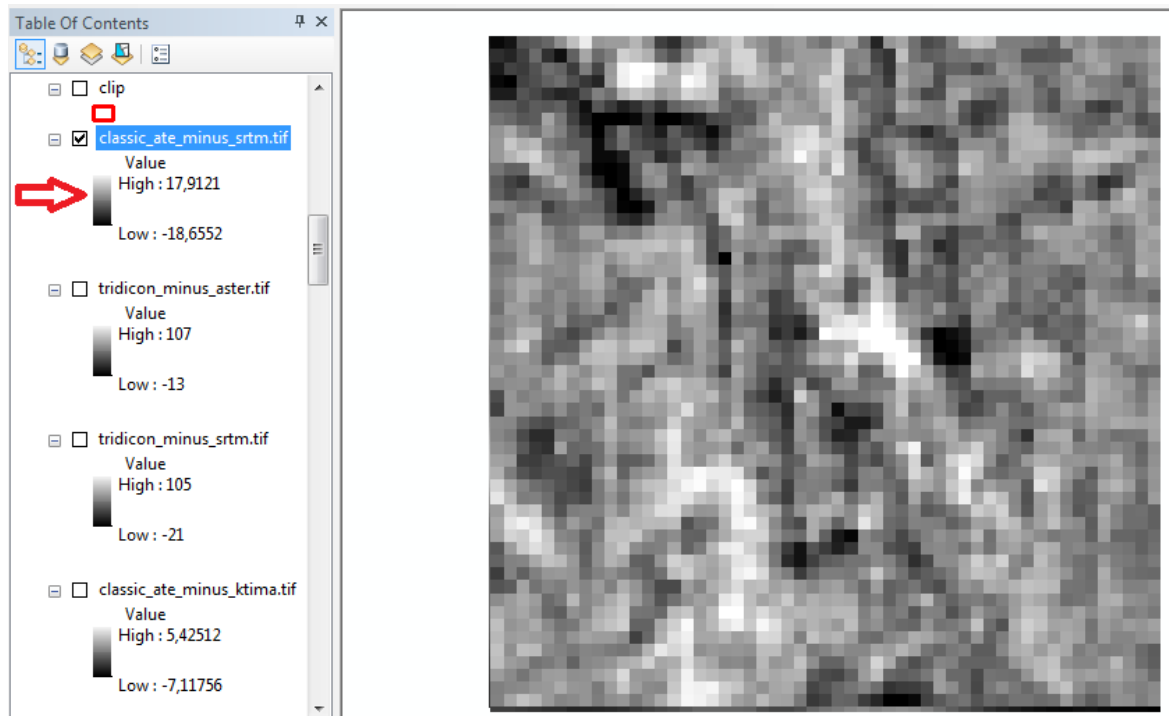 Table Of Contents
clip
classic_ate_minus_srtm.tif
Value
High : 17,9121
Low : -18,6552
tridicon_minus_aster.tif
Value
High : 107
Low : -13
tridicon_minus_srtm.tif
Value
High : 105
Low : -21
classic_ate_minus_ktima.tif
Value
High : 5,42512
Low : -7,11756